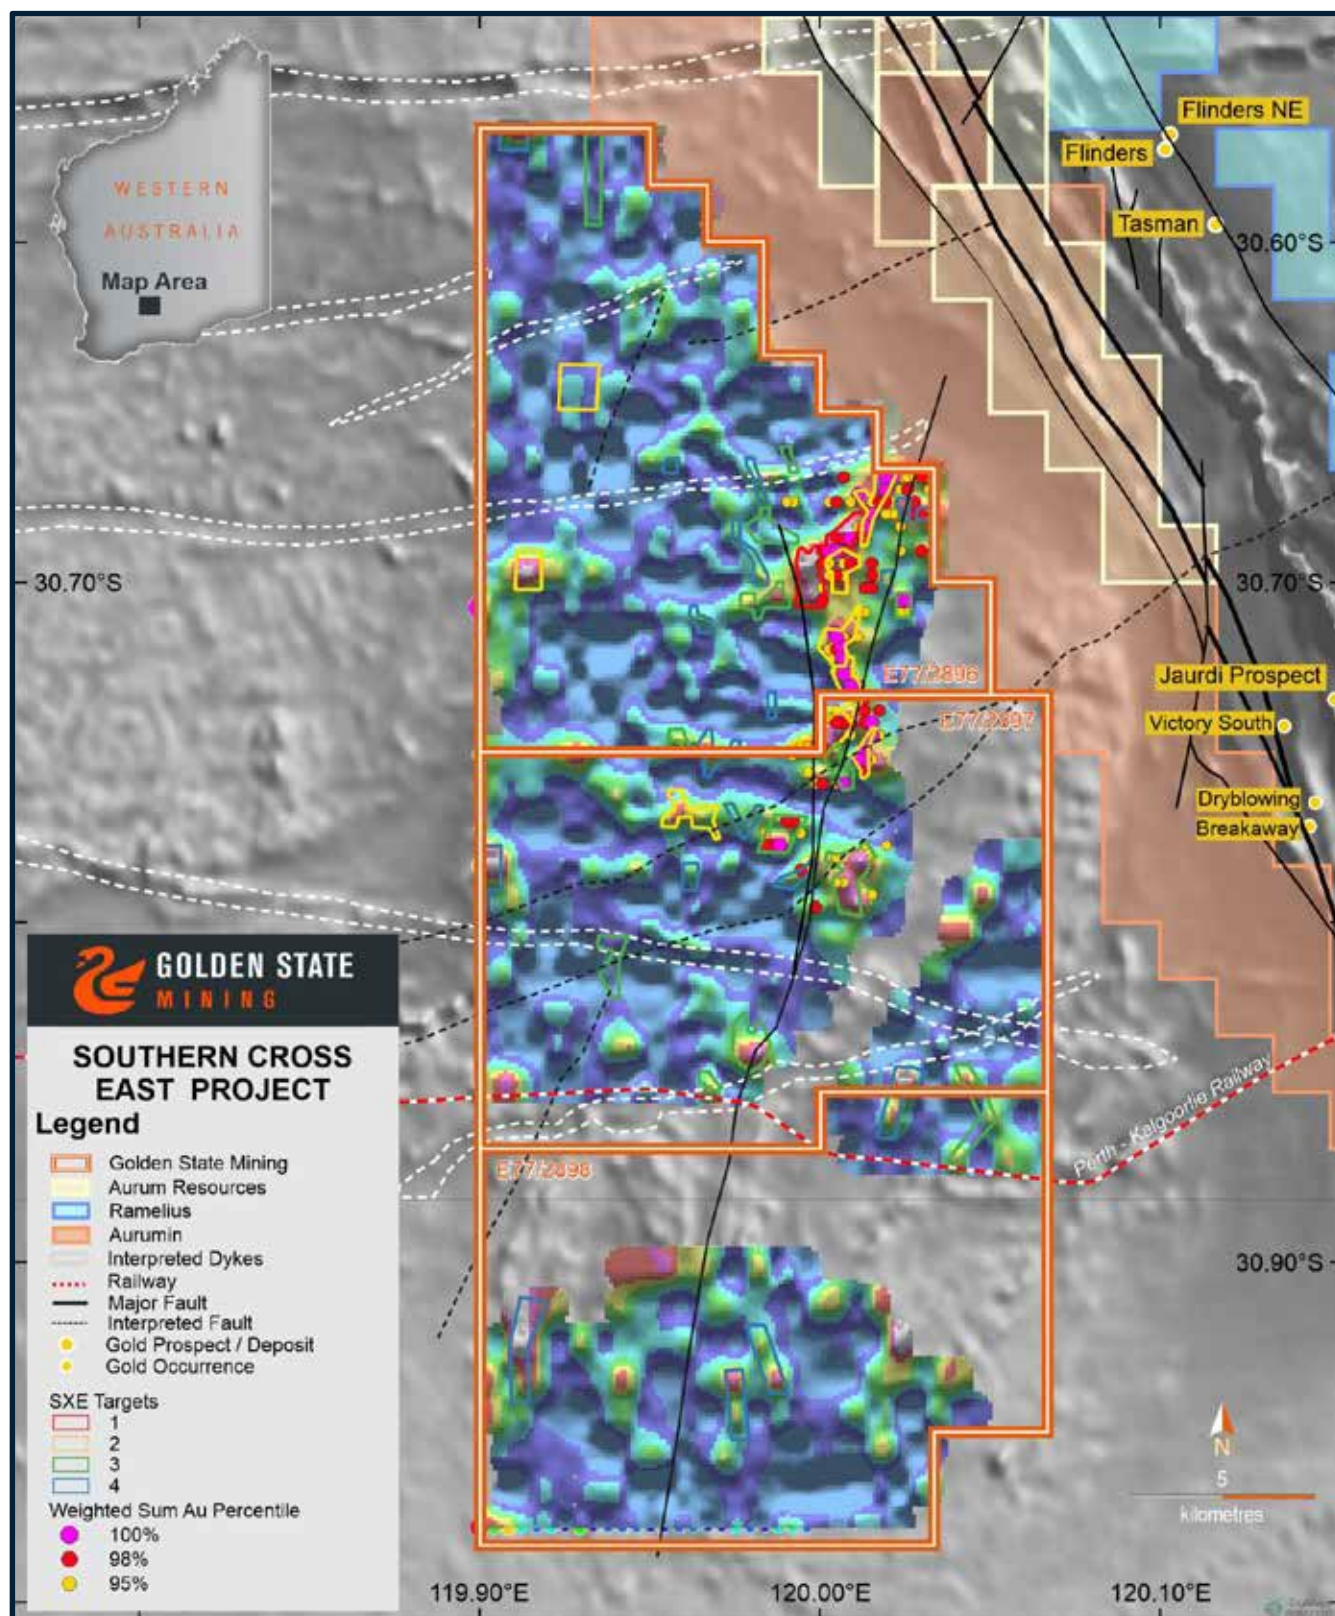 WESTERN
AUSTRALIA
Map Area
Flinders NE
Flinders
Tasman
30.60°S
30.70°S
30.70°S
E77/2896
E77/2897
Jaurdi Prospect
Victory South
Dryblowing
Breakaway
Perth - Kalgoorlie Railway
E77/2898
30.90°S
GOLDEN STATE
MINING
SOUTHERN CROSS
EAST PROJECT
Legend
Golden State Mining
Aurum Resources
Ramelius
Aurumin
Interpreted Dykes
Railway
Major Fault
Interpreted Fault
Gold Prospect / Deposit
Gold Occurrence
SXE Targets
1
2
3
4
Weighted Sum Au Percentile
100%
98%
95%
N
5
kilometres
119.90°E
120.00°E
120.10°E